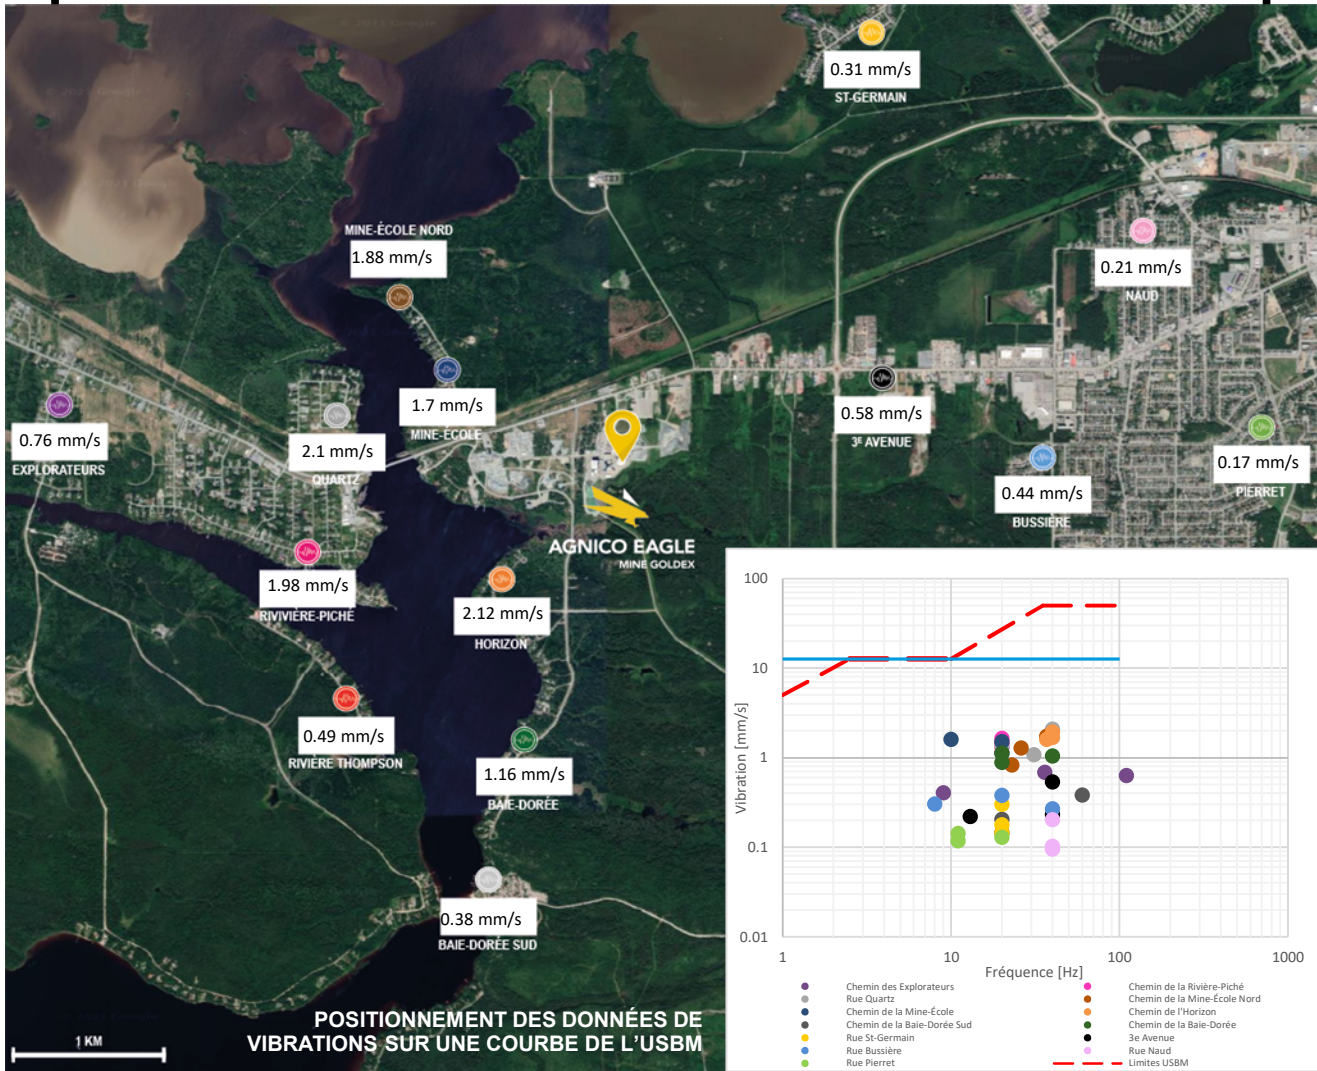 0.31 mm/s
ST-GERMAIN
MINE-ÉCOLE NORD
1.88 mm/s
0.21 mm/s
NAUD
1.7 mm/s
MINE-ÉCOLE
0.58 mm/s
3E AVENUE
0.76 mm/s
EXPLORATEURS
2.1 mm/s
QUARTZ
0.17 mm/s
PIERRET
0.44 mm/s
BUSSIÈRE
AGNICO EAGLE
MINE GOLDEX
1.98 mm/s
RIVIVIÈRE-PICHÉ
2.12 mm/s
HORIZON
0.49 mm/s
RIVIÈRE THOMPSON
1.16 mm/s
BAIE-DORÉE
0.38 mm/s
BAIE-DORÉE SUD
POSITIONNEMENT DES DONNÉES DE
VIBRATIONS SUR UNE COURBE DE L'USBM
1 KM
100
10
1
0.1
0.01
Vibration [mm/s]
1 10 100 1000
Fréquence [Hz]
Chemin des Explorateurs Chemin de la Rivière-Piché
Rue Quartz Chemin de la Mine-École Nord
Chemin de la Mine-École Chemin de l'Horizon
Chemin de la Baie-Dorée Sud Chemin de la Baie-Dorée
Rue St-Germain 3e Avenue
Rue Bussière Rue Naud
Rue Pierret Limites USBM